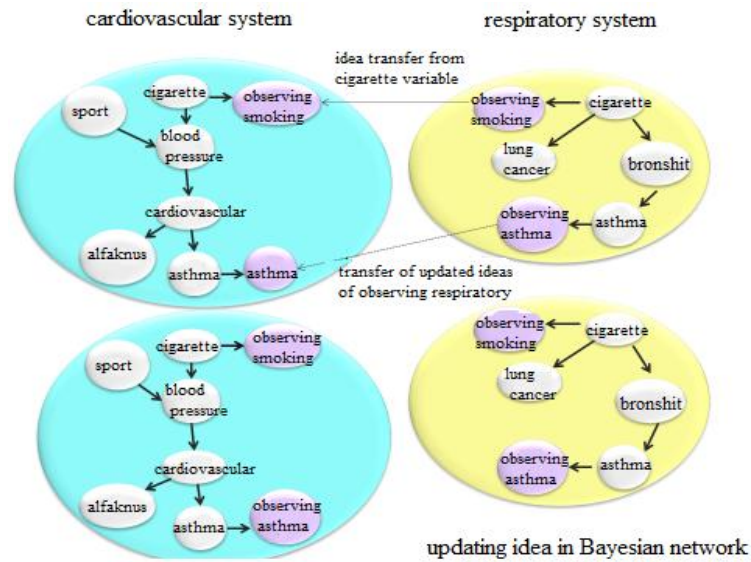 cardiovascular system
respiratory system
idea transfer from
cigarette variable
cigarette
observing
smoking
sport
blood
pressure
cardiovascular
alfaknus
asthma
asthma
observing
smoking
cigarette
lung
cancer
bronshit
observing
asthma
asthma
transfer of updated ideas
of observing respiratory
cigarette
observing
smoking
sport
blood
pressure
cardiovascular
alfaknus
asthma
observing
asthma
observing
smoking
cigarette
lung
cancer
bronshit
observing
asthma
asthma
updating idea in Bayesian network